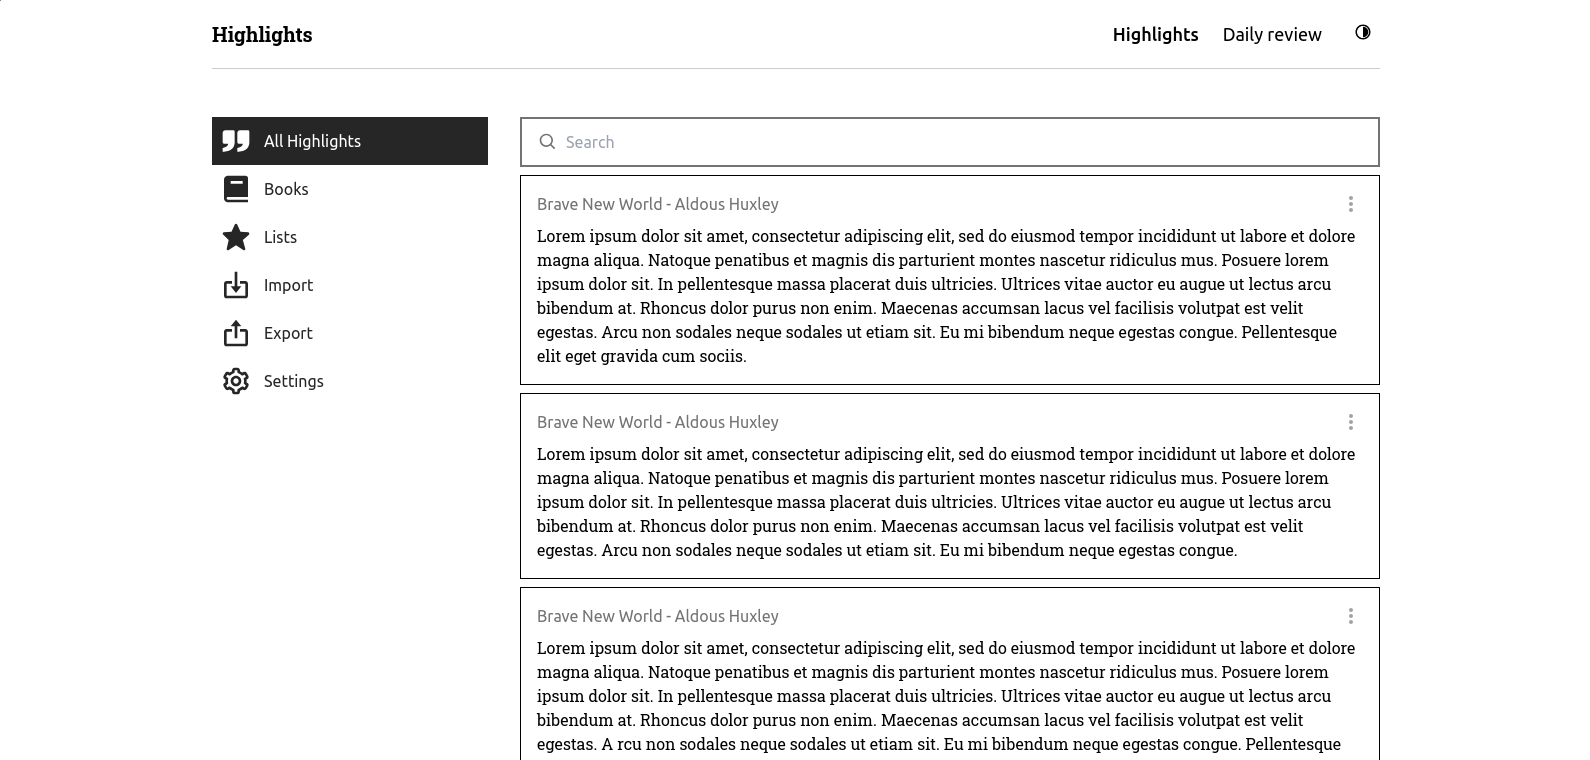 Highlights
Highlights
Daily review
All Highlights
Books
Lists
Import
Export
Settings
Search
Brave New World - Aldous Huxley
Lorem ipsum dolor sit amet, consectetur adipiscing elit, sed do eiusmod tempor incididunt ut labore et dolore
magna aliqua. Natoque penatibus et magnis dis parturient montes nascetur ridiculus mus. Posuere lorem
ipsum dolor sit. In pellentesque massa placerat duis ultricies. Ultrices vitae auctor eu augue ut lectus arcu
bibendum at. Rhoncus dolor purus non enim. Maecenas accumsan lacus vel facilisis volutpat est velit
egestas. Arcu non sodales neque sodales ut etiam sit. Eu mi bibendum neque egestas congue. Pellentesque
elit eget gravida cum sociis.
Brave New World - Aldous Huxley
Lorem ipsum dolor sit amet, consectetur adipiscing elit, sed do eiusmod tempor incididunt ut labore et dolore
magna aliqua. Natoque penatibus et magnis dis parturient montes nascetur ridiculus mus. Posuere lorem
ipsum dolor sit. In pellentesque massa placerat duis ultricies. Ultrices vitae auctor eu augue ut lectus arcu
bibendum at. Rhoncus dolor purus non enim. Maecenas accumsan lacus vel facilisis volutpat est velit
egestas. Arcu non sodales neque sodales ut etiam sit. Eu mi bibendum neque egestas congue.
Brave New World - Aldous Huxley
Lorem ipsum dolor sit amet, consectetur adipiscing elit, sed do eiusmod tempor incididunt ut labore et dolore
magna aliqua. Natoque penatibus et magnis dis parturient montes nascetur ridiculus mus. Posuere lorem
ipsum dolor sit. In pellentesque massa placerat duis ultricies. Ultrices vitae auctor eu augue ut lectus arcu
bibendum at. Rhoncus dolor purus non enim. Maecenas accumsan lacus vel facilisis volutpat est velit
egestas. A rcu non sodales neque sodales ut etiam sit. Eu mi bibendum neque egestas congue. Pellentesque